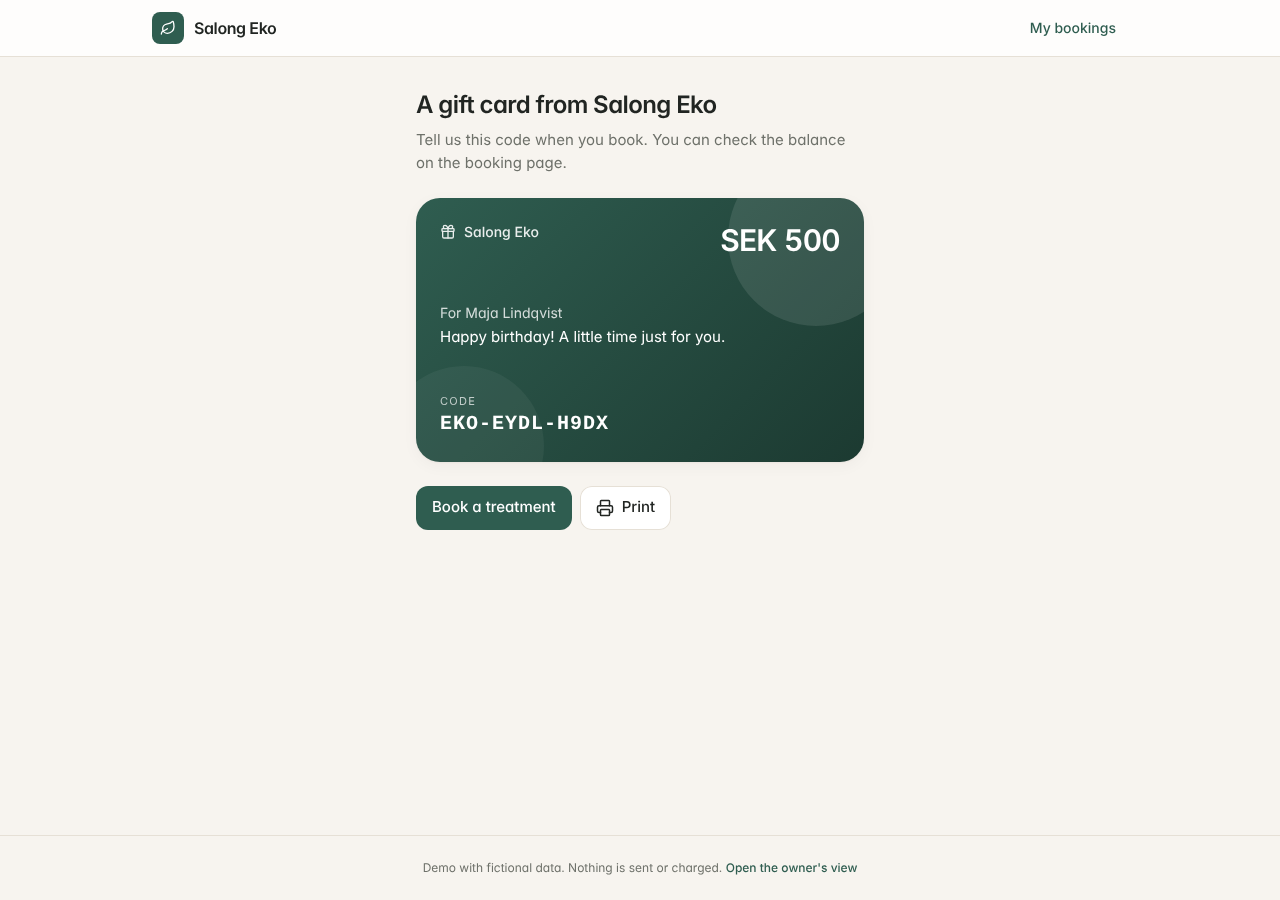 Salong Eko
My bookings
A gift card from Salong Eko
Tell us this code when you book. You can check the balance
on the booking page.
Salong Eko
SEK 500
For Maja Lindqvist
Happy birthday! A little time just for you.
CODE
EKO-EYDL-H9DX
Book a treatment
Print
Demo with fictional data. Nothing is sent or charged. Open the owner's view